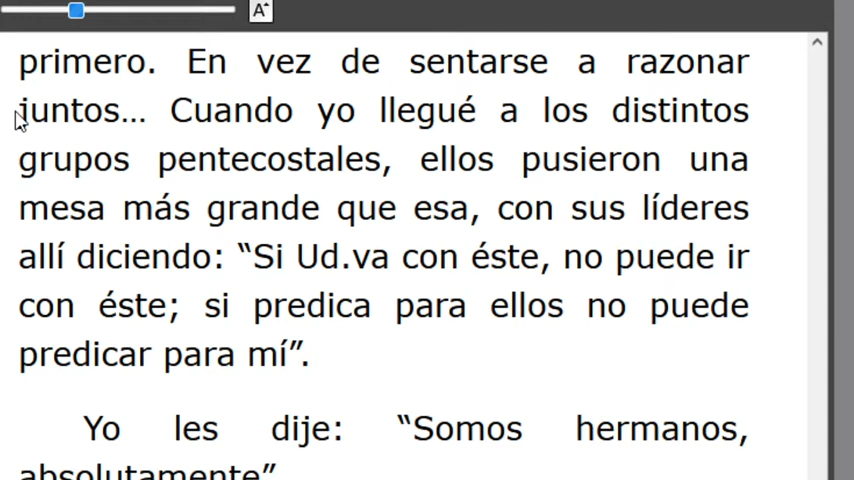 A
primero. En vez de sentarse a razonar
juntos... Cuando yo llegué a los distintos
grupos pentecostales, ellos pusieron una
mesa más grande que esa, con sus líderes
allí diciendo: “Si Ud.va con éste, no puede ir
con éste; si predica para ellos no puede
predicar para mí”.
Yo les dije: “Somos hermanos,
absolutamente”